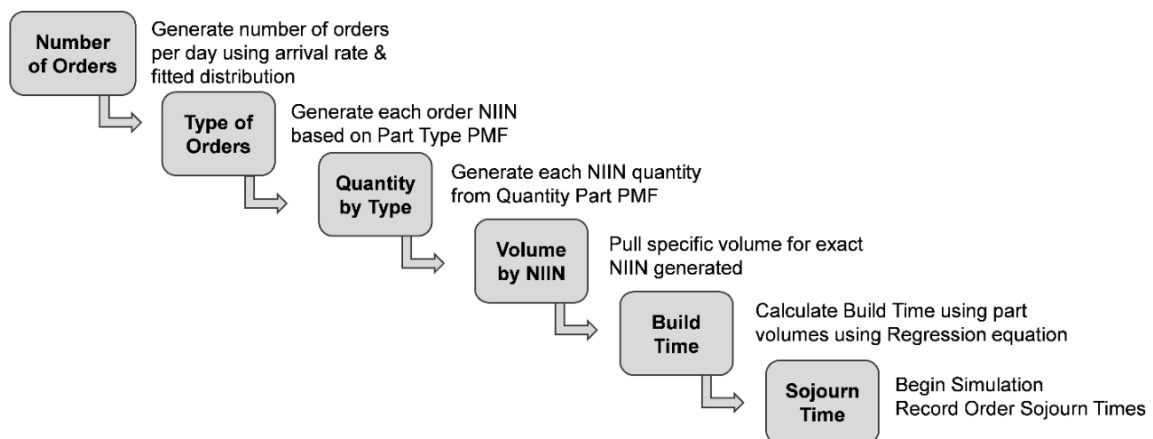 Number
of Orders
Generate number of orders
per day using arrival rate &
fitted distribution
Type of
Orders
Generate each order NIIN
based on Part Type PMF
Quantity
by Type
Generate each NIIN quantity
from Quantity Part PMF
Volume
by NIIN
Pull specific volume for exact
NIIN generated
Build
Time
Calculate Build Time using part
volumes using Regression equation
Sojourn
Time
Begin Simulation
Record Order Sojourn Times